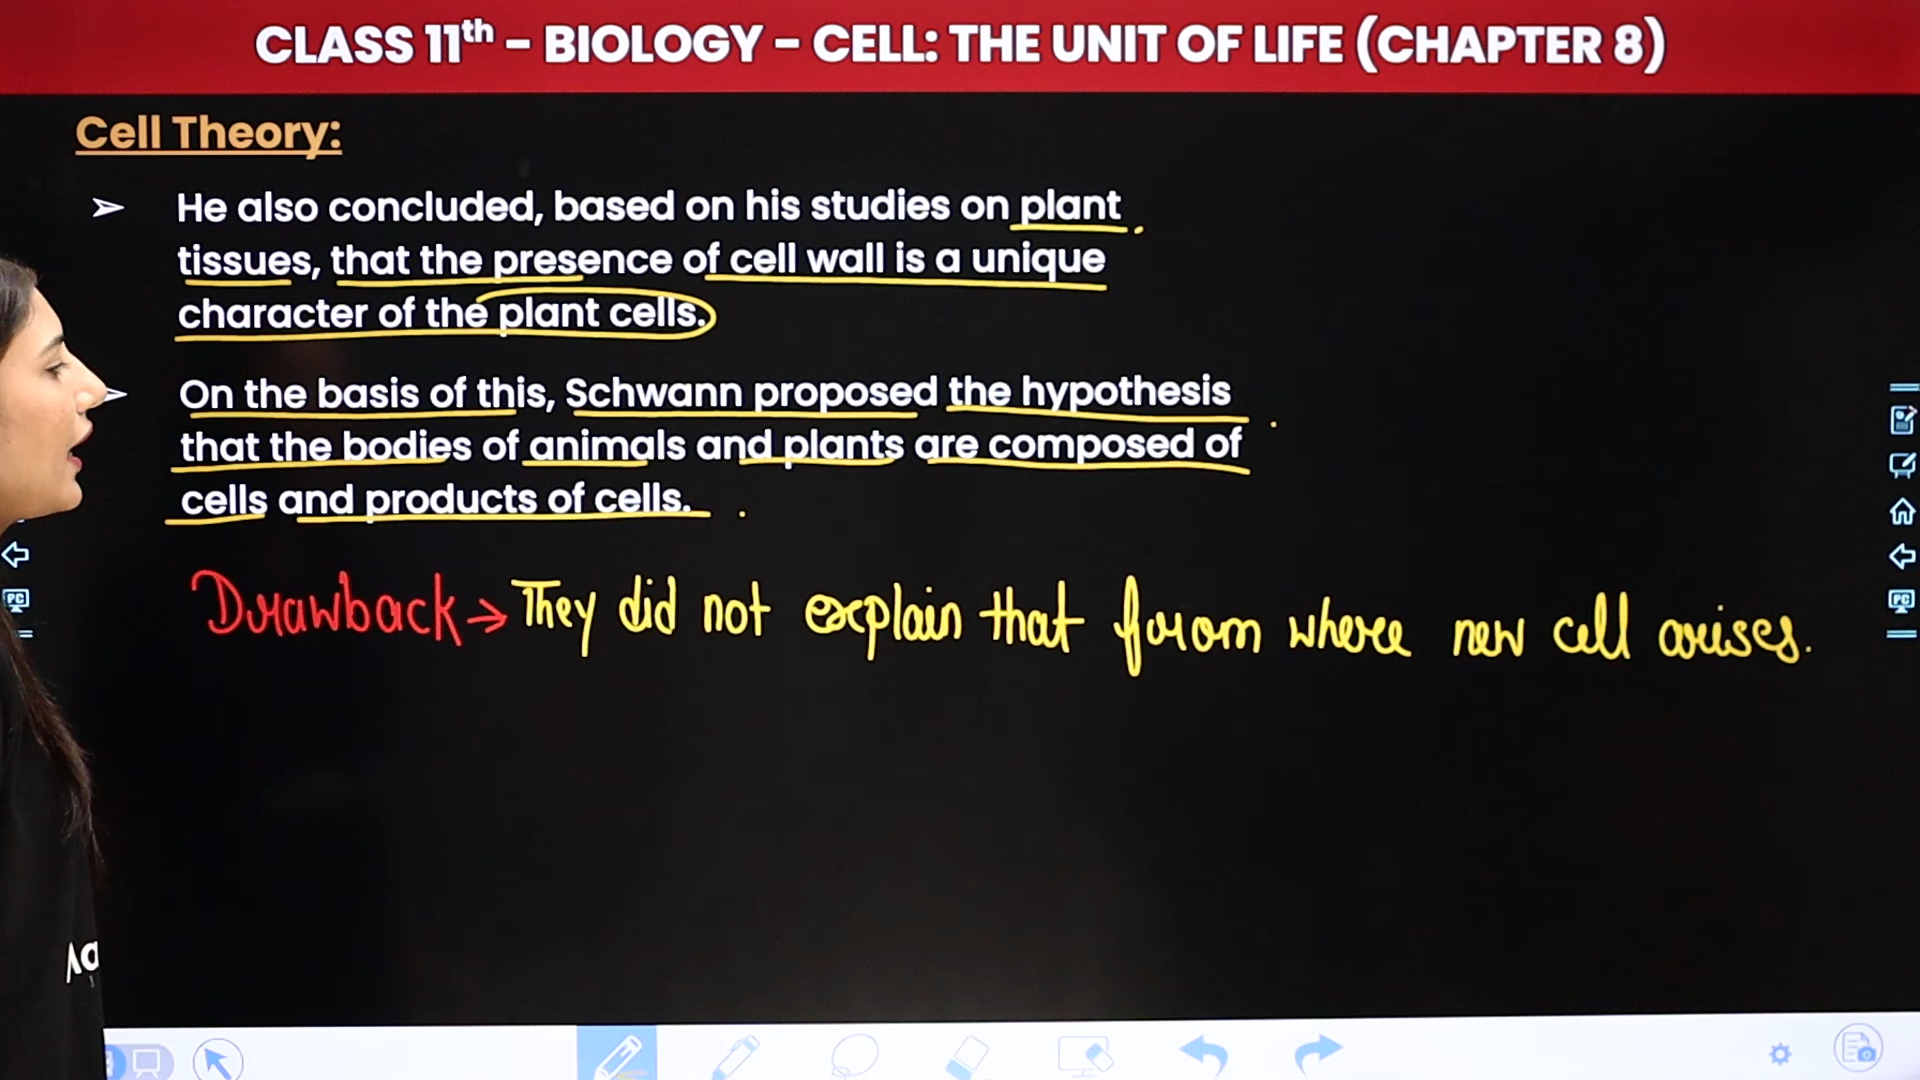 CLASS 11th - BIOLOGY - CELL: THE UNIT OF LIFE (CHAPTER 8)
Cell Theory:
➢ He also concluded, based on his studies on plant
tissues, that the presence of cell wall is a unique
character of the plant cells.
➢ On the basis of this, Schwann proposed the hypothesis
that the bodies of animals and plants are composed of
cells and products of cells.
Drawback → They did not explain that from where new cell arises.
PC
PC